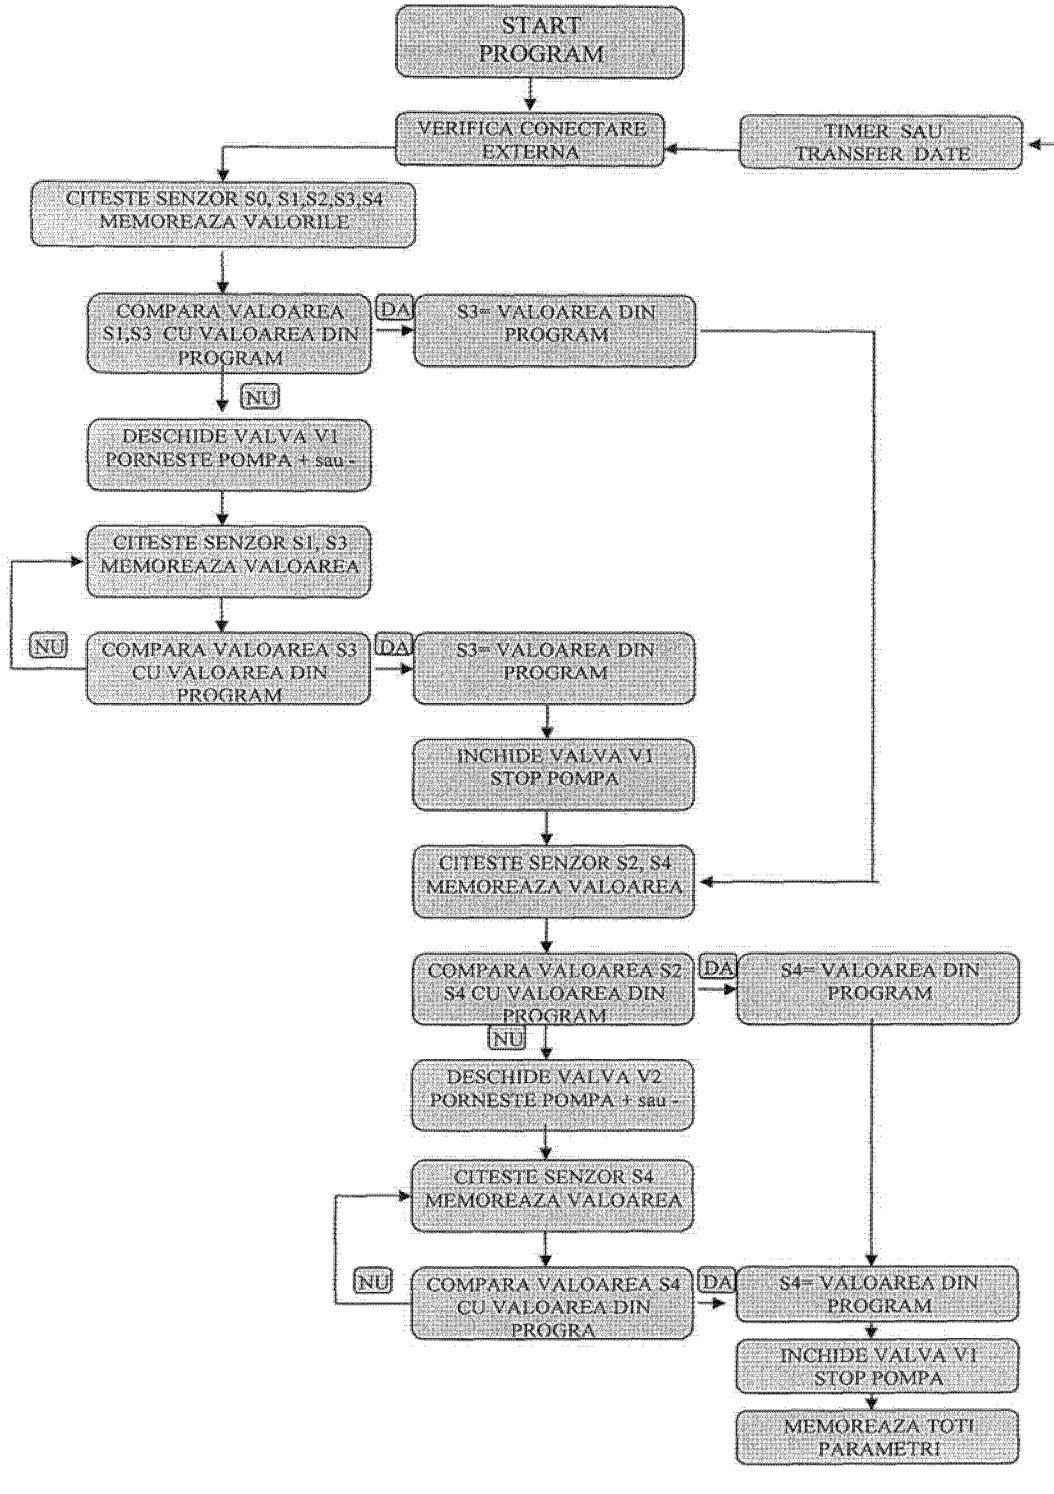 START
PROGRAM
VERIFICA CONECTARE
EXTERNA
TIMER SAU
TRANSFER DATE
CITESTE SENZOR S0, S1,S2,S3,S4
MEMOREAZA VALORILE
COMPARA VALOAREA
S1,S3 CU VALOAREA DIN
PROGRAM
DA
S3= VALOAREA DIN
PROGRAM
NU
DESCHIDE VALVA V1
PORNESTE POMPA + sau -
CITESTE SENZOR S1, S3
MEMOREAZA VALOAREA
NU
COMPARA VALOAREA S3
CU VALOAREA DIN
PROGRAM
DA
S3= VALOAREA DIN
PROGRAM
INCHIDE VALVA V1
STOP POMPA
CITESTE SENZOR S2, S4
MEMOREAZA VALOAREA
COMPARA VALOAREA S2
S4 CU VALOAREA DIN
PROGRAM
DA
S4= VALOAREA DIN
PROGRAM
NU
DESCHIDE VALVA V2
PORNESTE POMPA + sau -
CITESTE SENZOR S4
MEMOREAZA VALOAREA
NU
COMPARA VALOAREA S4
CU VALOAREA DIN
PROGRA
DA
S4= VALOAREA DIN
PROGRAM
INCHIDE VALVA V1
STOP POMPA
MEMOREAZA TOTI
PARAMETRI